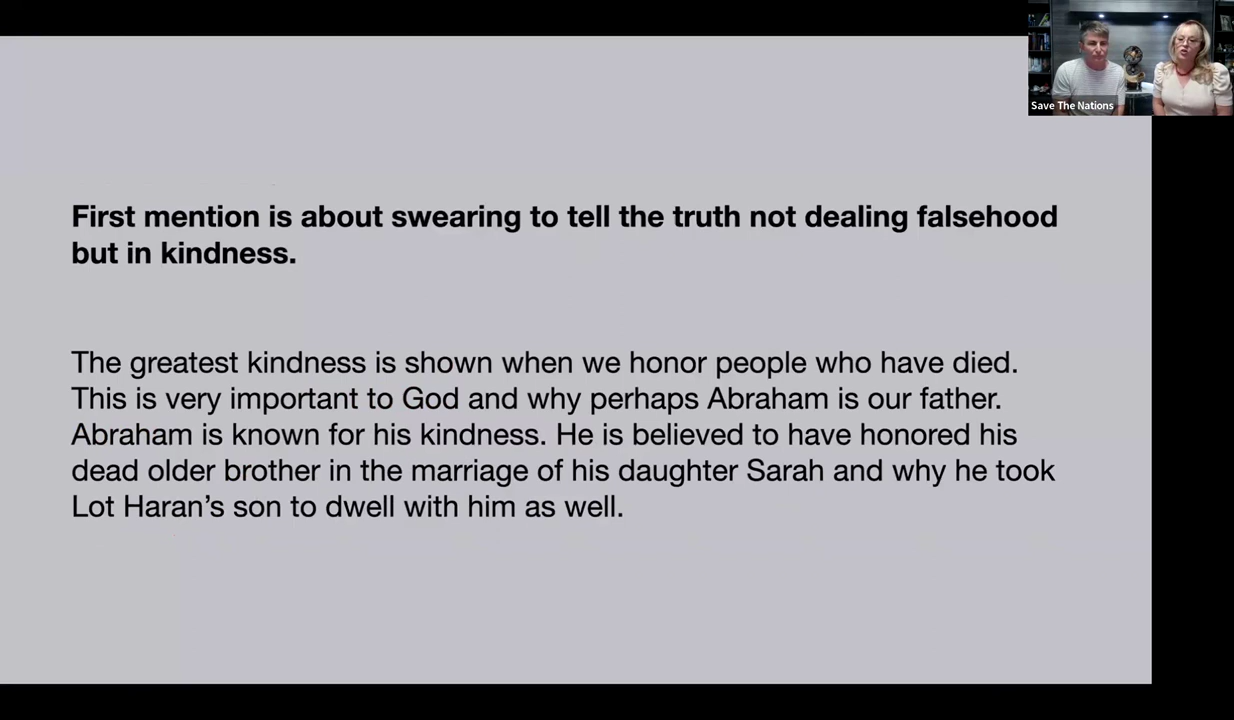 Save The Nations
First mention is about swearing to tell the truth not dealing falsehood
but in kindness.
The greatest kindness is shown when we honor people who have died.
This is very important to God and why perhaps Abraham is our father.
Abraham is known for his kindness. He is believed to have honored his
dead older brother in the marriage of his daughter Sarah and why he took
Lot Haran’s son to dwell with him as well.